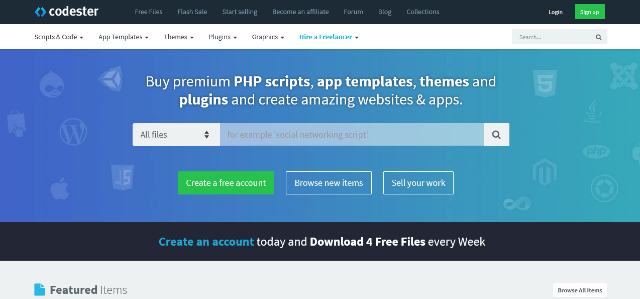 codester Free Files Flash Sale Start selling Become an affiliate Forum Blog Collections Login Sign up
Scripts & Code App Templates Themes Plugins Graphics Hire a Freelancer Search...
Buy premium PHP scripts, app templates, themes and
plugins and create amazing websites & apps.
All files for example 'social networking script'
Create a free account Browse new items Sell your work
Create an account today and Download 4 Free Files every Week
Featured Items Browse All Items